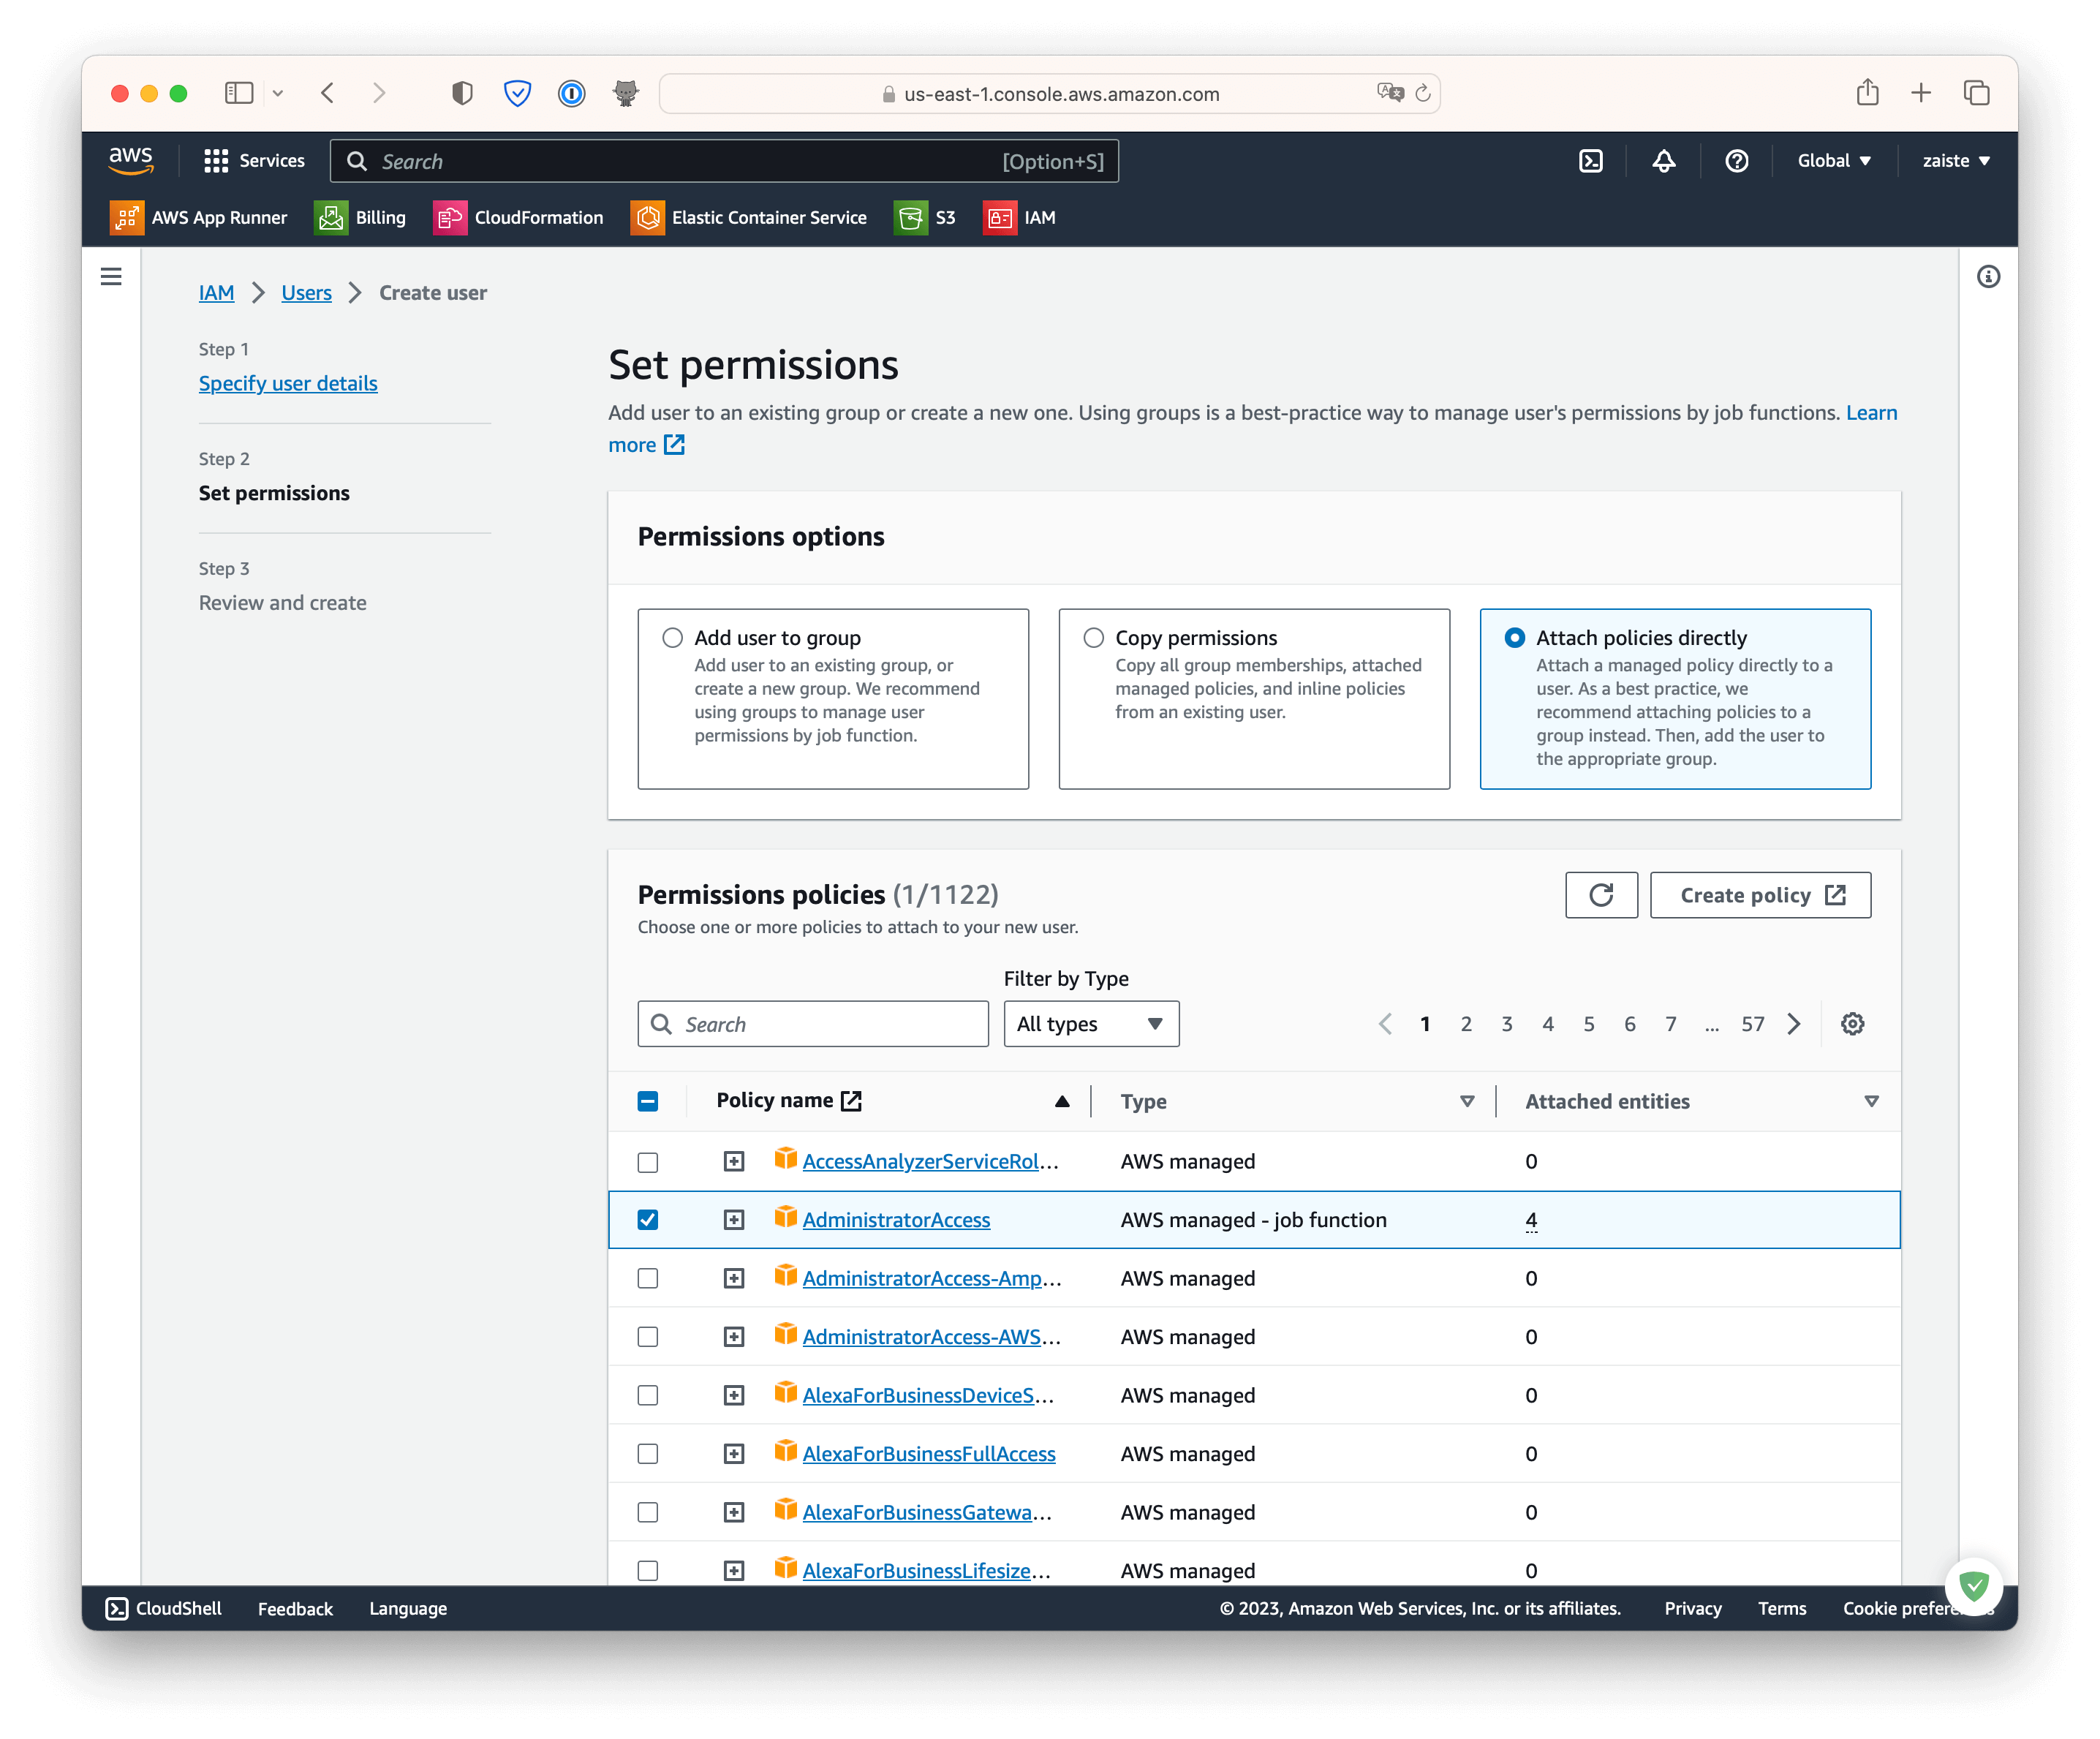 us-east-1.console.aws.amazon.com
aws
Services
Search
[Option+S]
Global
zaiste
AWS App Runner
Billing
CloudFormation
Elastic Container Service
S3
IAM
IAM
Users
Create user
Step 1
Specify user details
Step 2
Set permissions
Step 3
Review and create
Set permissions
Add user to an existing group or create a new one. Using groups is a best-practice way to manage user's permissions by job functions. Learn
more
Permissions options
Add user to group
Add user to an existing group, or
create a new group. We recommend
using groups to manage user
permissions by job function.
Copy permissions
Copy all group memberships, attached
managed policies, and inline policies
from an existing user.
Attach policies directly
Attach a managed policy directly to a
user. As a best practice, we
recommend attaching policies to a
group instead. Then, add the user to
the appropriate group.
Permissions policies (1/1122)
Choose one or more policies to attach to your new user.
Create policy
Filter by Type
Search
All types
1 2 3 4 5 6 7 ... 57
Policy name
Type
Attached entities
AccessAnalyzerServiceRol... AWS managed 0
AdministratorAccess AWS managed - job function 4
AdministratorAccess-Amp... AWS managed 0
AdministratorAccess-AWS... AWS managed 0
AlexaForBusinessDeviceS... AWS managed 0
AlexaForBusinessFullAccess AWS managed 0
AlexaForBusinessGatewa... AWS managed 0
AlexaForBusinessLifesize... AWS managed 0
CloudShell
Feedback
Language
© 2023, Amazon Web Services, Inc. or its affiliates.
Privacy
Terms
Cookie